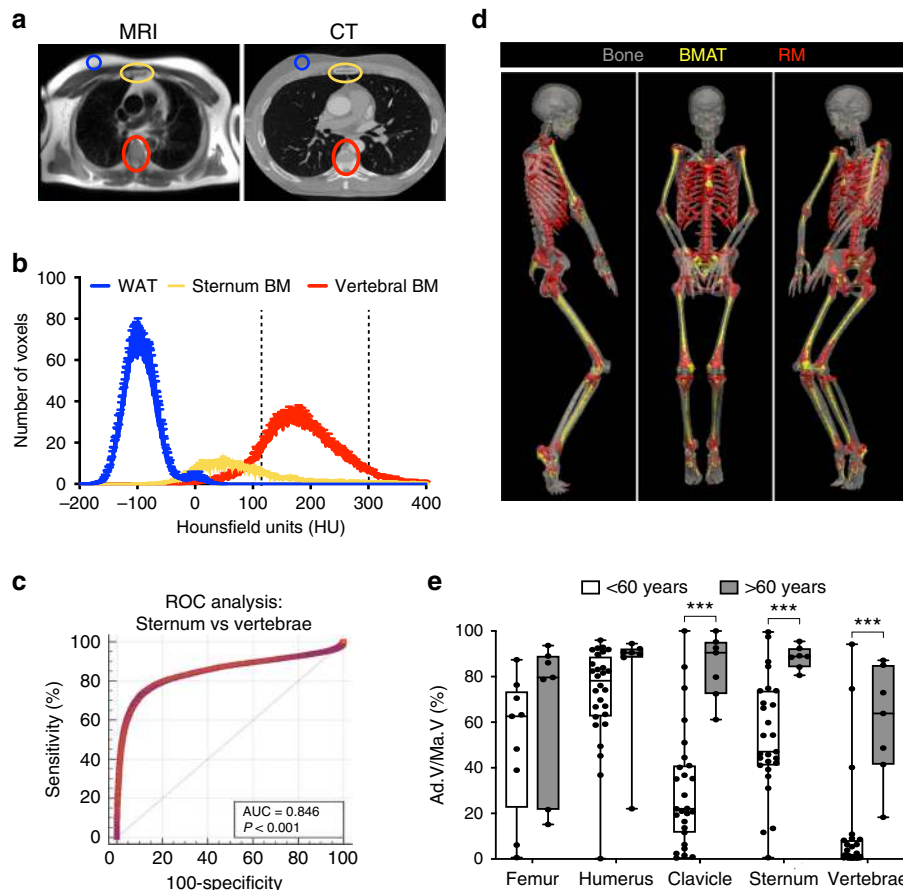 a
MRI CT
b
Number of voxels
100
80
60
40
20
0
WAT Sternum BM Vertebral BM
–200 –100 0 100 200 300 400
Hounsfield units (HU)
c
ROC analysis:
Sternum vs vertebrae
Sensitivity (%)
100
80
60
40
20
0
AUC = 0.846
P < 0.001
0 20 40 60 80 100
100-specificity
d
Bone BMAT RM
e
<60 years >60 years
Ad.V/Ma.V (%)
100
80
60
40
20
0
*** *** ***
Femur Humerus Clavicle Sternum Vertebrae